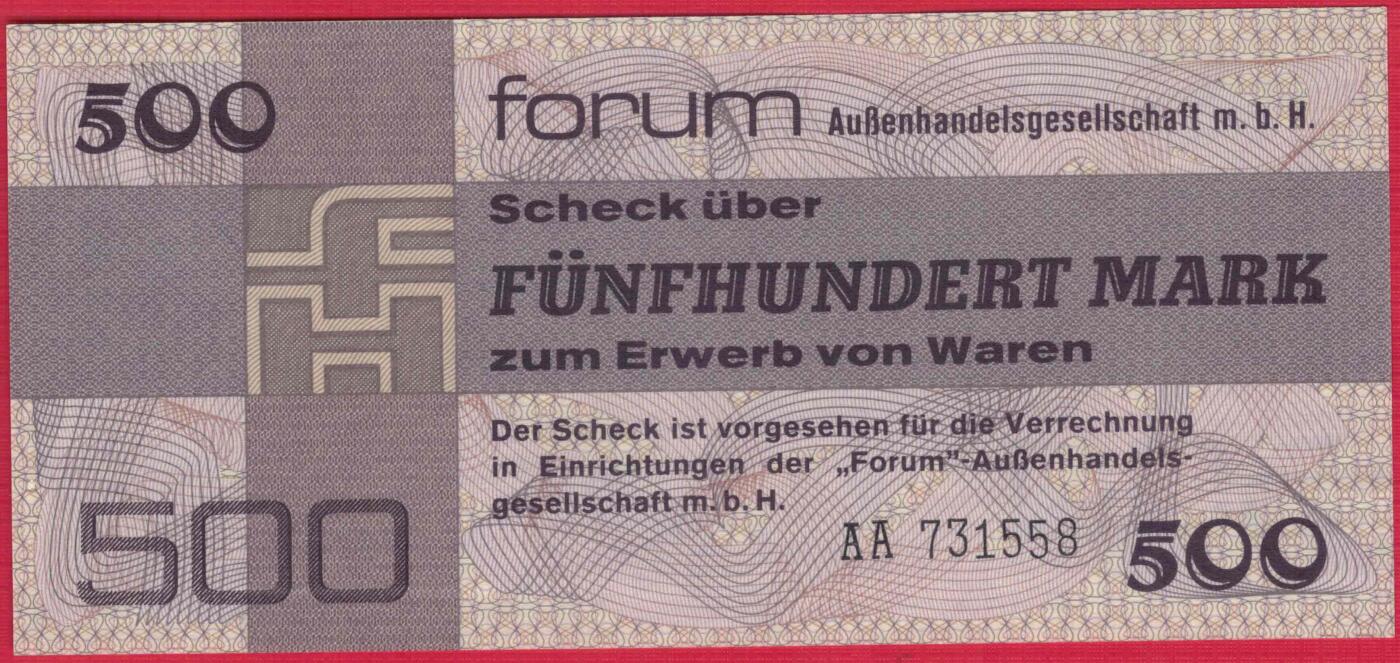 500
forum Außenhandelsgesellschaft m. b. H.
Scheck über
FÜNFHUNDERT MARK
zum Erwerb von Waren
Der Scheck ist vorgesehen für die Verrechnung
in Einrichtungen der „Forum”-Außenhandels-
gesellschaft m. b. H.
500
AA 731558
500